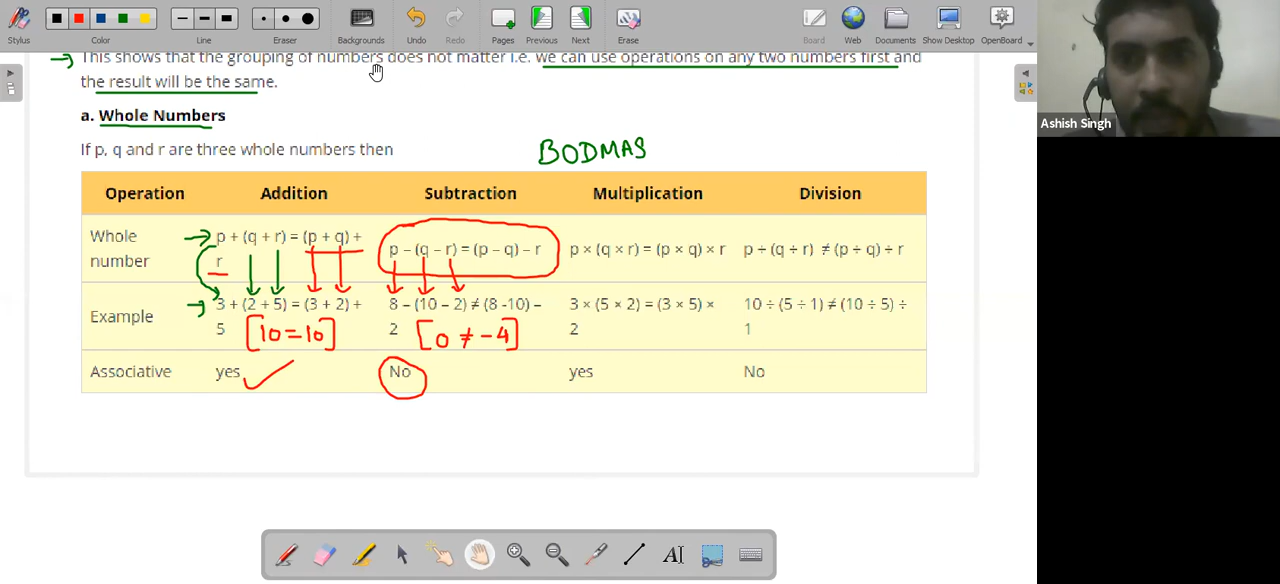 Stylus Color Line Eraser Backgrounds Undo Redo Pages Previous Next Erase Board Web Documents Show Desktop OpenBoard
This shows that the grouping of numbers does not matter i.e. we can use operations on any two numbers first and
the result will be the same.
a. Whole Numbers
If p, q and r are three whole numbers then
BODMAS
Operation Addition Subtraction Multiplication Division
Whole number p + (q + r) = (p + q) + r p – (q – r) = (p – q) – r p × (q × r) = (p × q) × r p ÷ (q ÷ r) ≠ (p ÷ q) ÷ r
Example 3 + (2 + 5) = (3 + 2) + 5 8 – (10 – 2) ≠ (8 -10) – 2 3 × (5 × 2) = (3 × 5) × 2 10 ÷ (5 ÷ 1) ≠ (10 ÷ 5) ÷ 1
[10=10] [0 ≠ -4]
Associative yes No yes No
Ashish Singh
AI